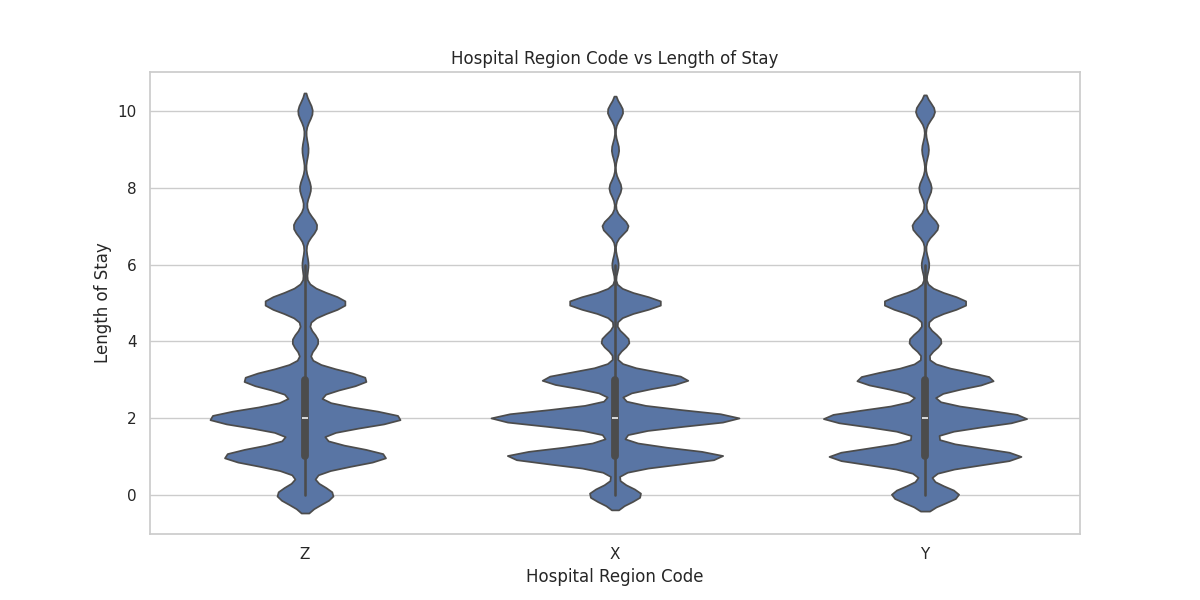 Hospital Region Code vs Length of Stay
Length of Stay
10
8
6
4
2
0
Z X Y
Hospital Region Code